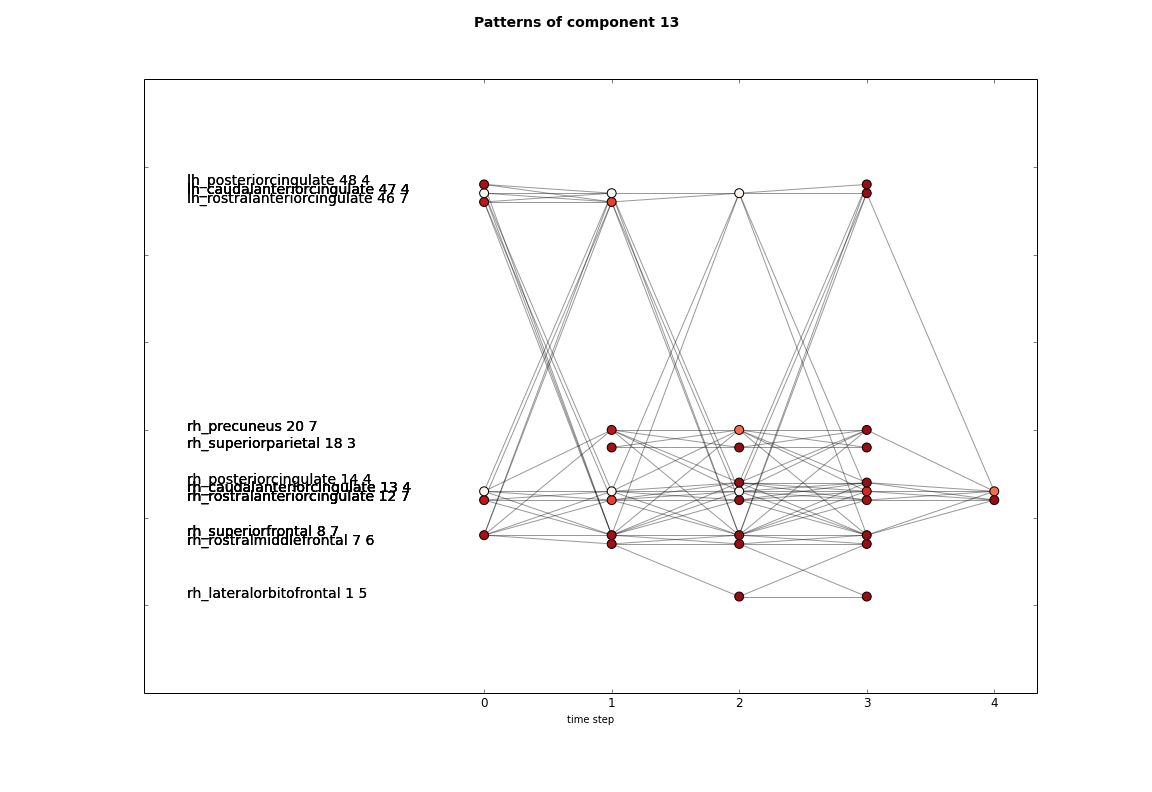 Patterns of component 13
lh_posteriorcingulate 48 4
lh_caudalanteriorcingulate 47 4
lh_rostralanteriorcingulate 46 7
rh_precuneus 20 7
rh_superiorparietal 18 3
rh_posteriorcingulate 14 4
rh_caudalanteriorcingulate 13 4
rh_rostralanteriorcingulate 12 7
rh_superiorfrontal 8 7
rh_rostralmiddlefrontal 7 6
rh_lateralorbitofrontal 1 5
0 1 2 3 4
time step